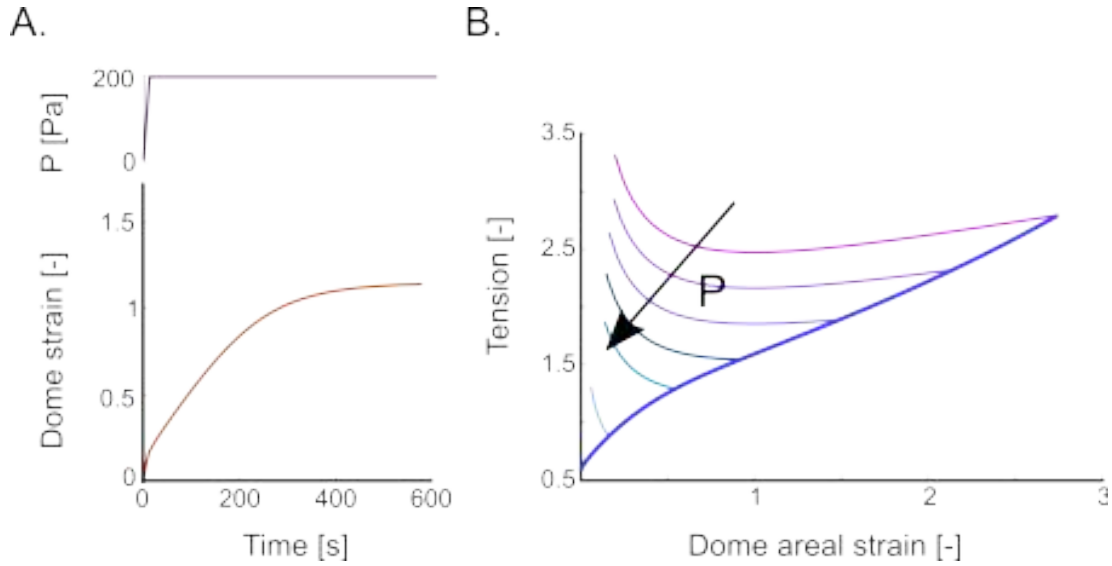 A.
P [Pa]
200
0
Dome strain [-]
1.5
1
0.5
0
0
200
400
600
Time [s]
B.
Tension [-]
3.5
2.5
1.5
0.5
P
1
2
3
Dome areal strain [-]